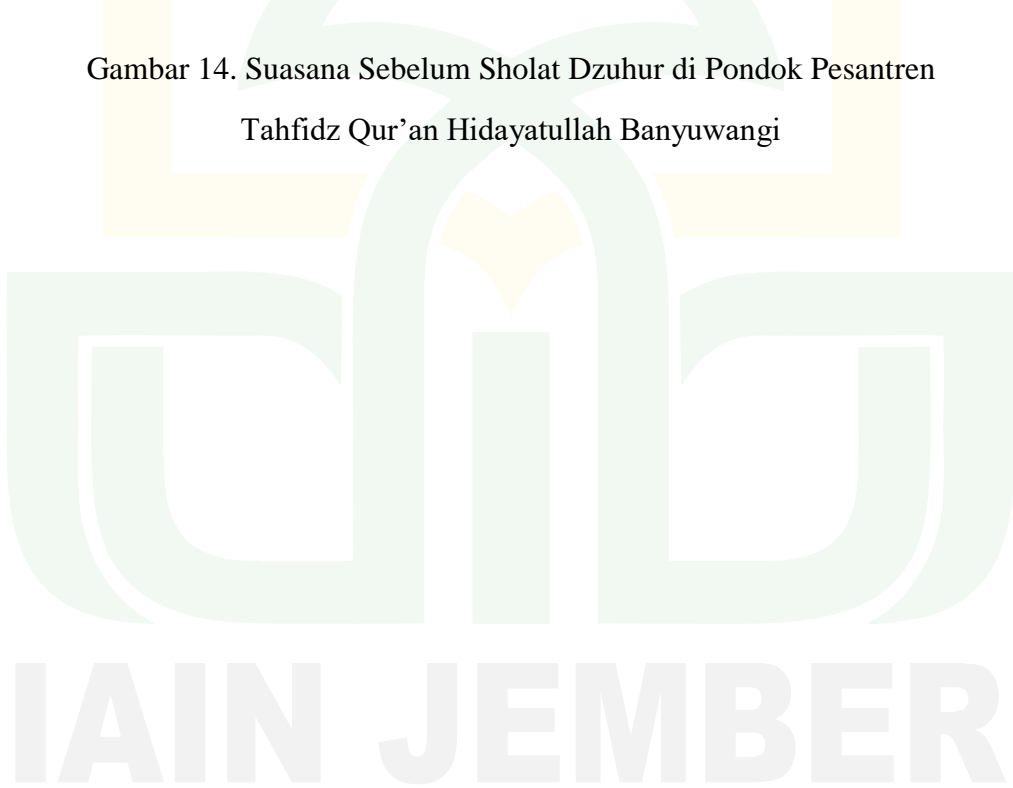 Gambar 14. Suasana Sebelum Sholat Dzuhur di Pondok Pesantren
Tahfidz Qur’an Hidayatullah Banyuwangi
IAIN JEMBER